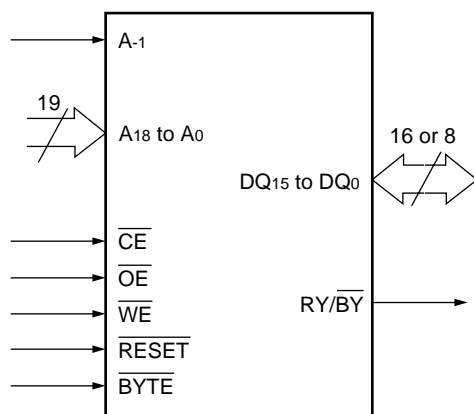 A-1
19
A18 to A0
16 or 8
DQ15 to DQ0
CE
OE
WE
RY/BY
RESET
BYTE